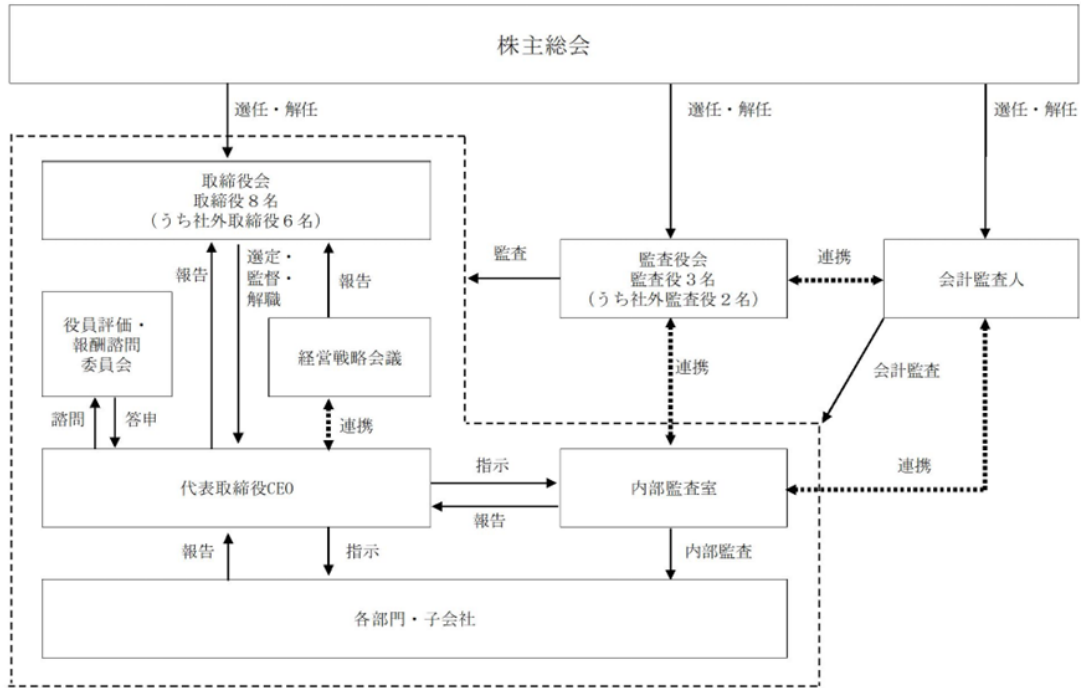 株主総会
選任・解任
選任・解任
選任・解任
取締役会
取締役８名
(うち社外取締役６名)
報告
選定・
監督・
解職
報告
監査
監査役会
監査役３名
(うち社外監査役２名)
連携
会計監査人
役員評価・
報酬諮問
委員会
経営戦略会議
連携
会計監査
諮問
答申
連携
代表取締役CEO
指示
報告
内部監査室
連携
報告
指示
内部監査
各部門・子会社